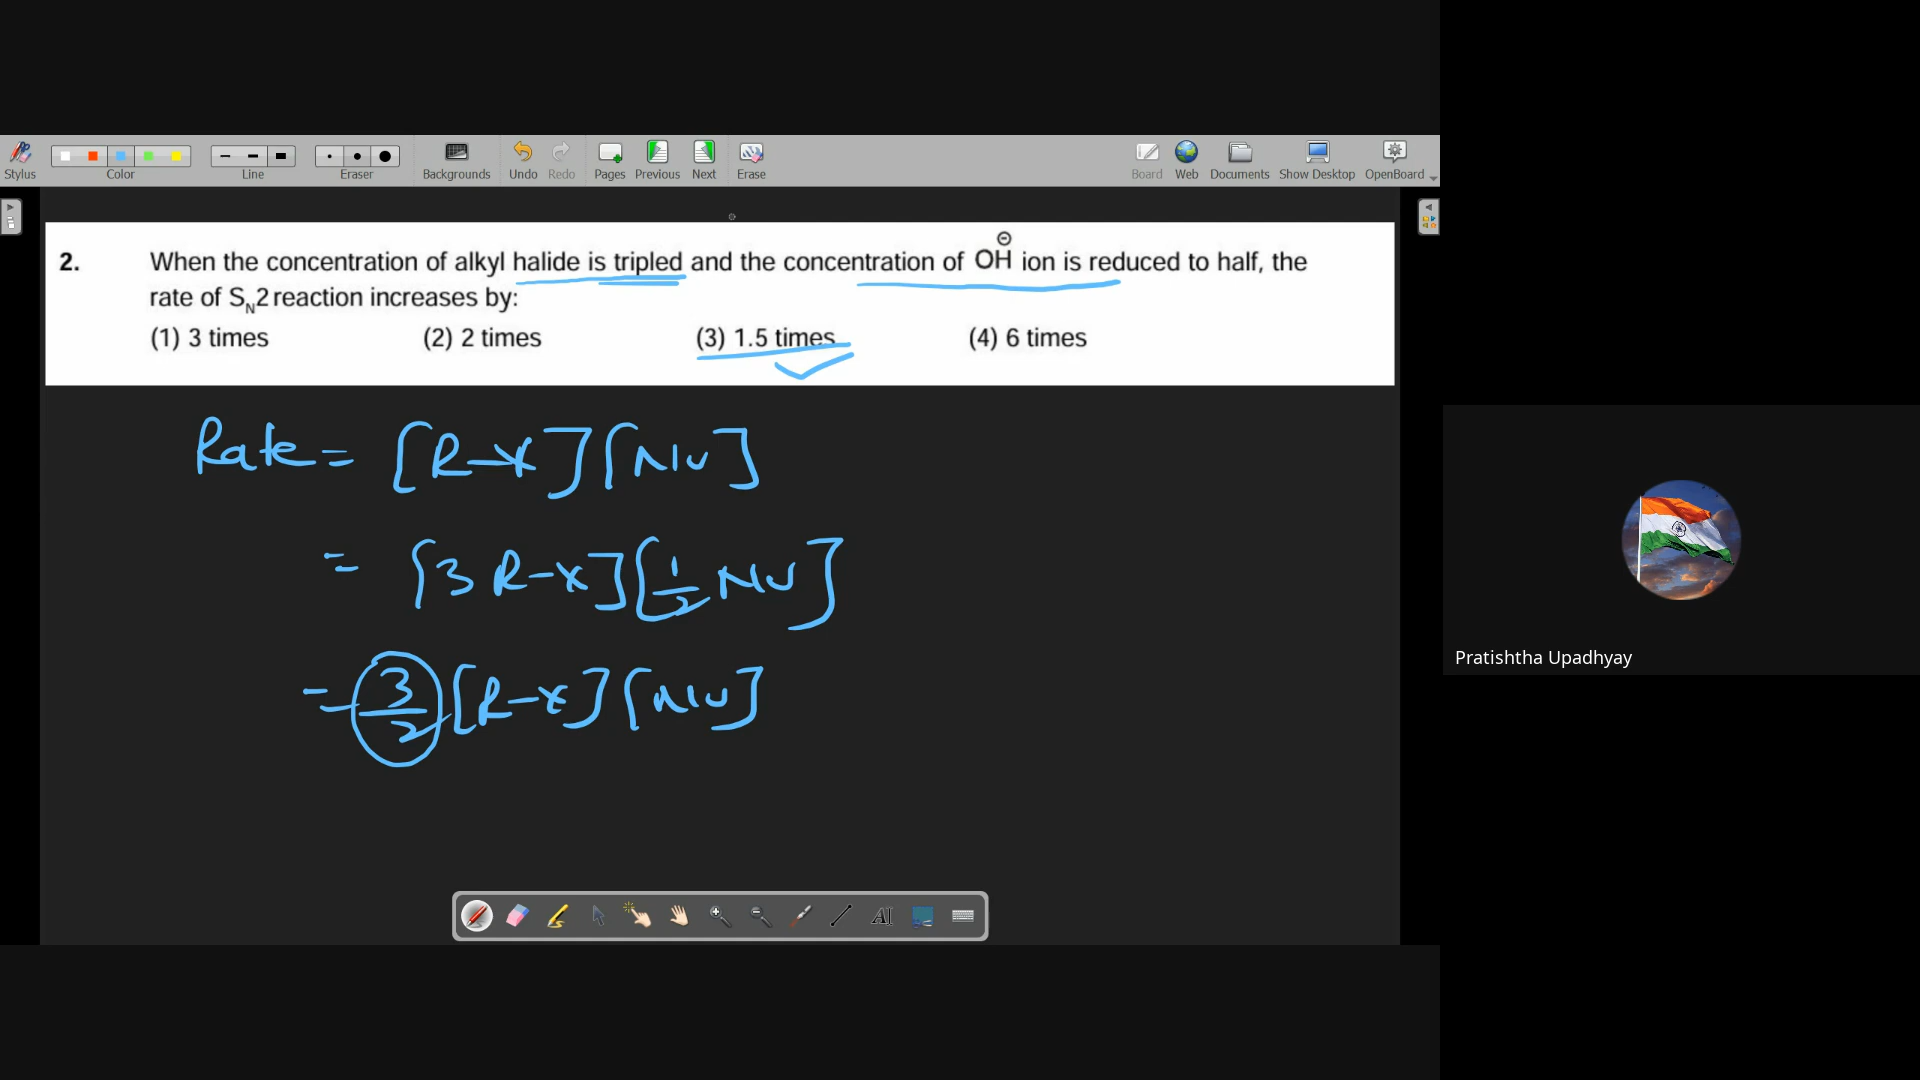 Stylus Color Line Eraser Backgrounds Undo Redo Pages Previous Next Erase Board Web Documents Show Desktop OpenBoard
2. When the concentration of alkyl halide is tripled and the concentration of OH⊖ ion is reduced to half, the
rate of SN2 reaction increases by:
(1) 3 times (2) 2 times (3) 1.5 times (4) 6 times
Rate = [R-X][Nu]
= [3 R-X][1/2 Nu]
= 3/2 [R-X][Nu]
Pratishtha Upadhyay